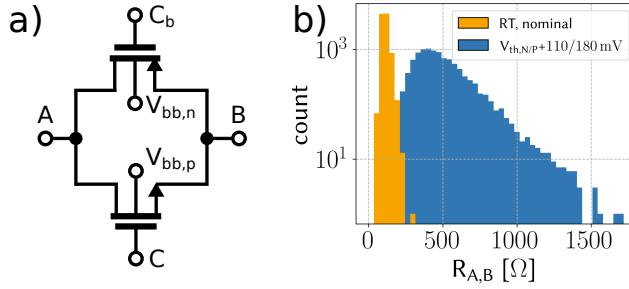 a)
C_b
V_bb,n
A
B
V_bb,p
C
b)
RT, nominal
V_th,N/P+110/180 mV
10^3
10^1
count
0 500 1000 1500
R_A,B [Ω]